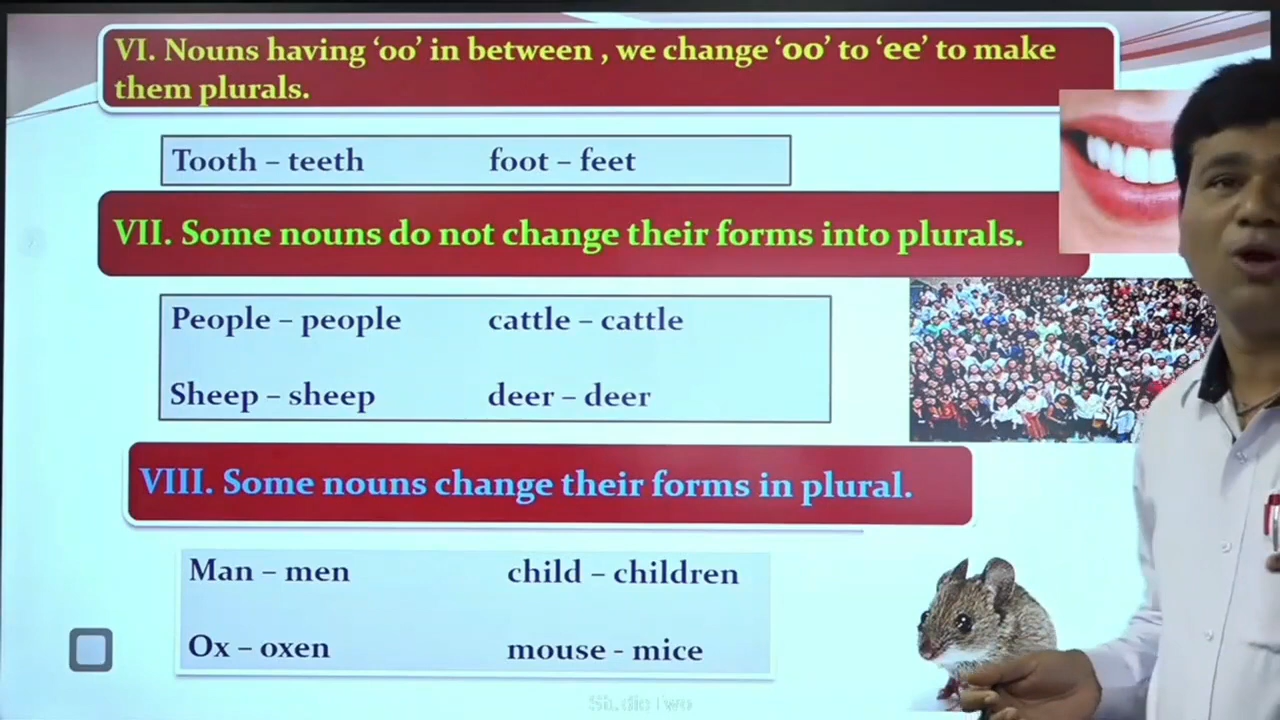 VI. Nouns having ‘oo’ in between , we change ‘oo’ to ‘ee’ to make
them plurals.
Tooth – teeth foot – feet
VII. Some nouns do not change their forms into plurals.
People – people cattle – cattle
Sheep – sheep deer – deer
VIII. Some nouns change their forms in plural.
Man – men child – children
Ox – oxen mouse - mice